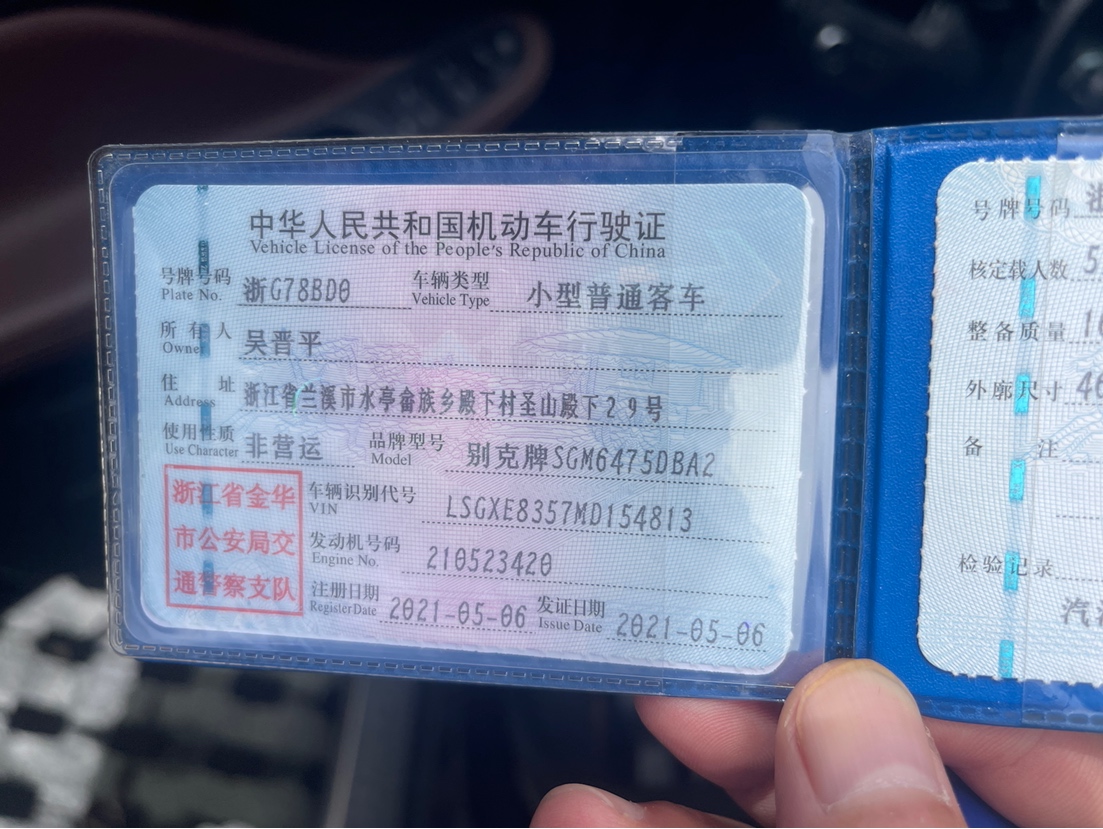 中华人民共和国机动车行驶证
Vehicle License of the People's Republic of China
号牌号码 浙G78BD0 车辆类型 小型普通客车
Plate No. Vehicle Type
所有人 吴晋平
Owner
住址 浙江省兰溪市水亭畲族乡殿下村圣山殿下29号
Address
使用性质 非营运 品牌型号 别克牌SGM6475DBA2
Use Character Model
浙江省金华
市公安局交
通警察支队
车辆识别代号 LSGXE8357MD154813
VIN
发动机号码 210523420
Engine No.
注册日期 2021-05-06 发证日期 2021-05-06
Register Date Issue Date
号牌号码 浙
核定载人数 5
整备质量
外廓尺寸 46
备注
检验记录
汽